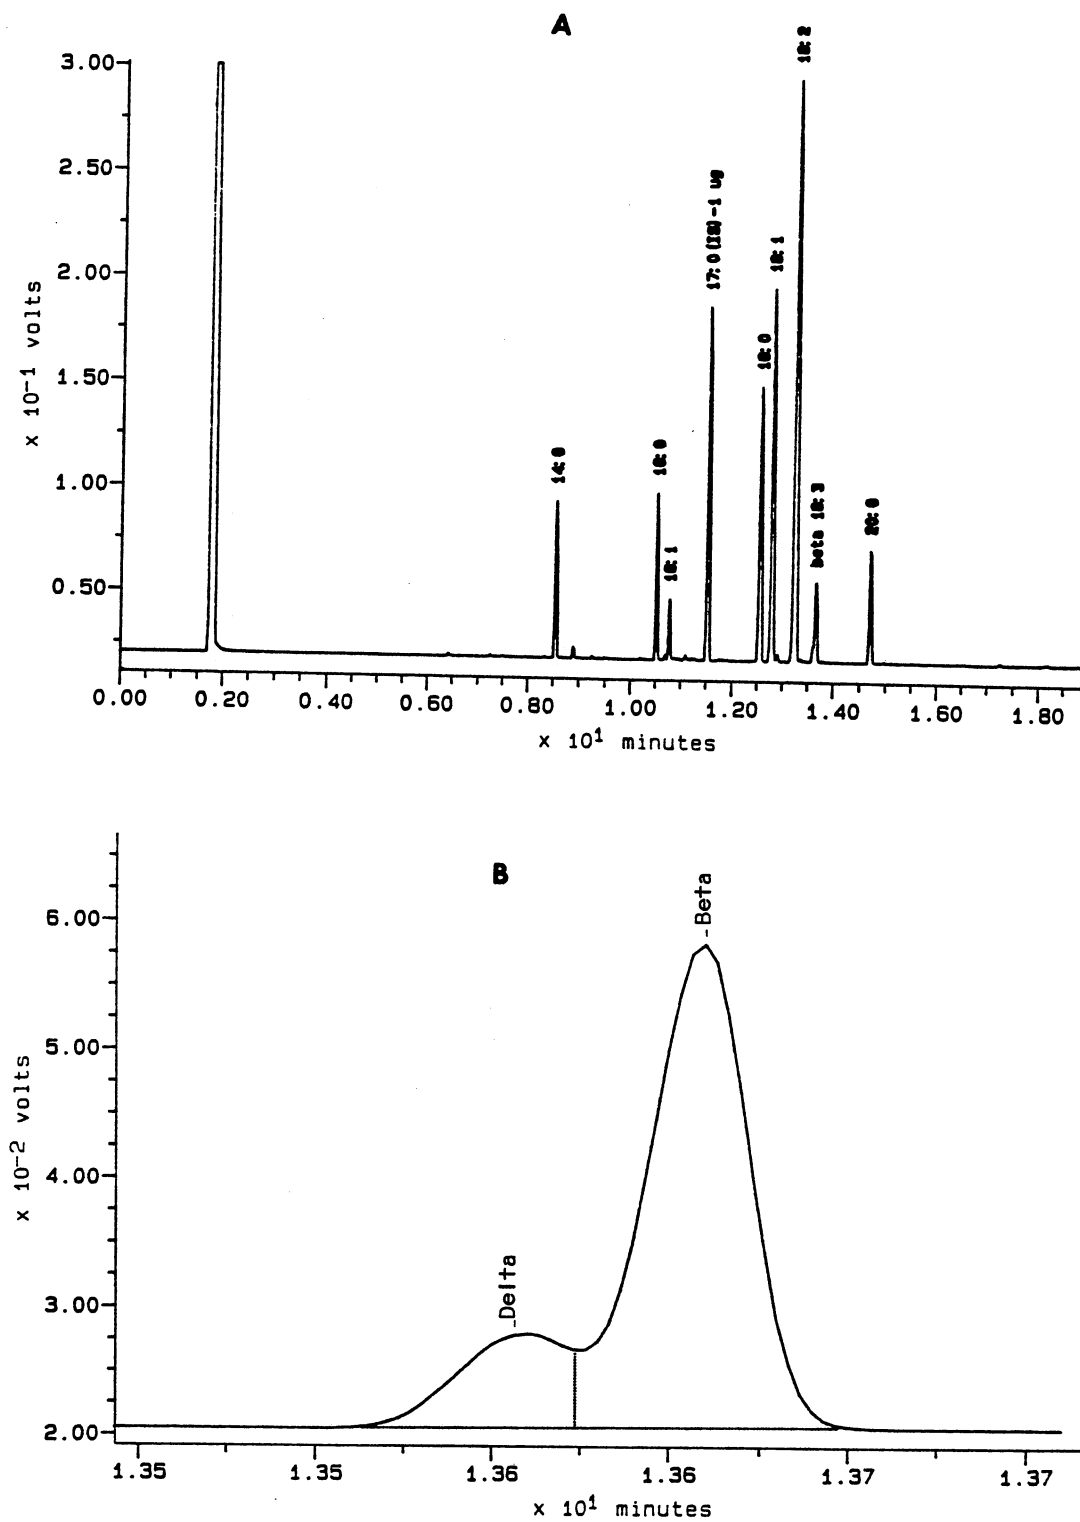 A
3.00
2.50
2.00
1.50
1.00
0.50
x 10-1 volts
14:0
16:0
16:1
17:0(IS)-1 ug
18:0
18:1
18:2
beta 18:3
20:0
0.00 0.20 0.40 0.60 0.80 1.00 1.20 1.40 1.60 1.80
x 10¹ minutes
B
6.00
5.00
4.00
3.00
2.00
x 10-2 volts
Delta
Beta
1.35 1.35 1.36 1.36 1.37 1.37
x 10¹ minutes